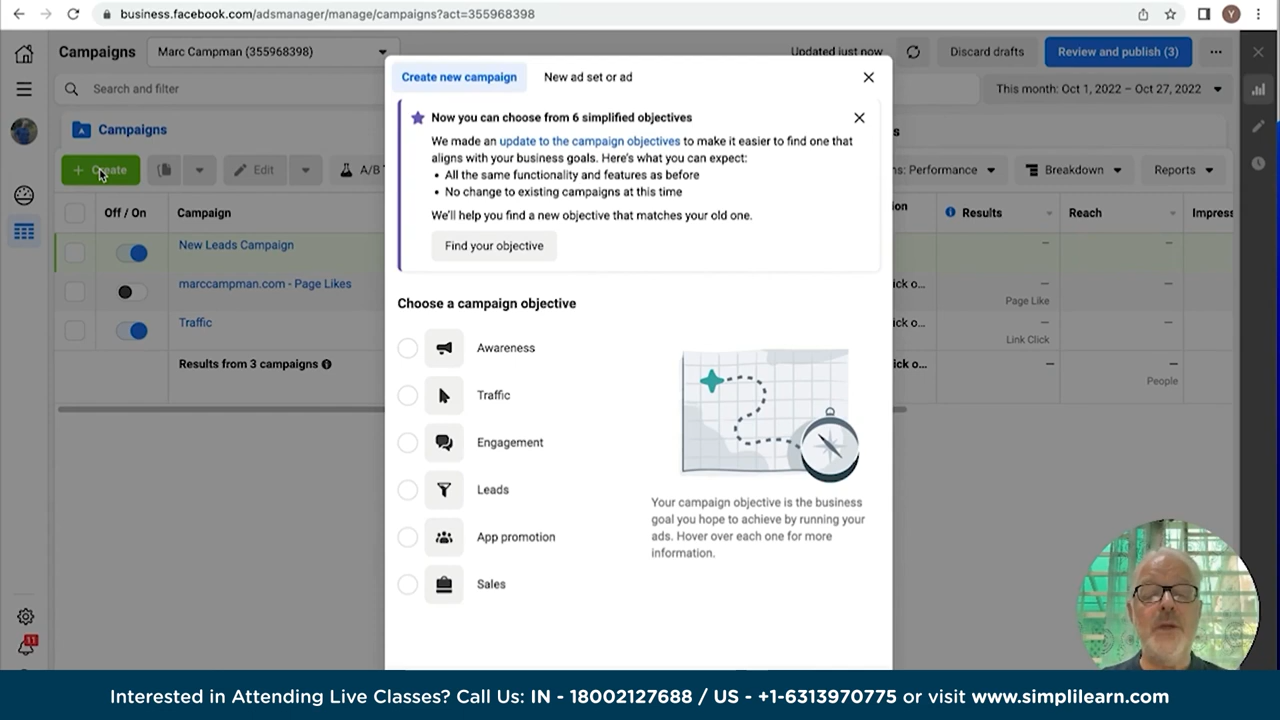 business.facebook.com/adsmanager/manage/campaigns?act=355968398
Y
Campaigns
Marc Campman (355968398)
Updated just now
Discard drafts
Review and publish (3)
Search and filter
This month: Oct 1, 2022 – Oct 27, 2022
Campaigns
+ Create
Edit
A/B T
ns: Performance
Breakdown
Reports
Off / On
Campaign
Results
Reach
Impress
New Leads Campaign
—
—
marccampman.com - Page Likes
ick o...
—
—
Page Like
Traffic
ick o...
—
—
Link Click
Results from 3 campaigns
ick o...
—
—
People
11
Create new campaign
New ad set or ad
Now you can choose from 6 simplified objectives
We made an update to the campaign objectives to make it easier to find one that
aligns with your business goals. Here's what you can expect:
• All the same functionality and features as before
• No change to existing campaigns at this time
We'll help you find a new objective that matches your old one.
Find your objective
Choose a campaign objective
Awareness
Traffic
Engagement
Leads
App promotion
Sales
Your campaign objective is the business
goal you hope to achieve by running your
ads. Hover over each one for more
information.
Interested in Attending Live Classes? Call Us: IN - 18002127688 / US - +1-6313970775 or visit www.simplilearn.com